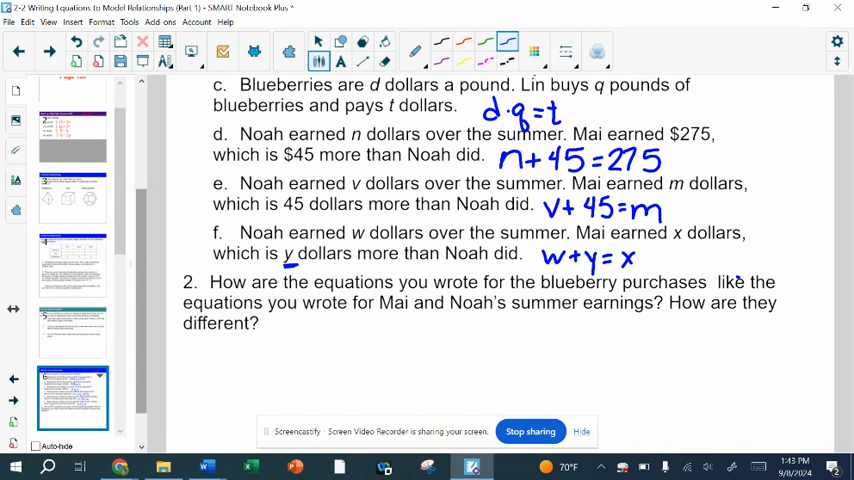 2-2 Writing Equations to Model Relationships (Part 1) - SMART Notebook Plus *
File Edit View Insert Format Tools Add-ons Account Help
c. Blueberries are d dollars a pound. Lin buys q pounds of
blueberries and pays t dollars. d·q=t
d. Noah earned n dollars over the summer. Mai earned $275,
which is $45 more than Noah did. n+45=275
e. Noah earned v dollars over the summer. Mai earned m dollars,
which is 45 dollars more than Noah did. v+45=m
f. Noah earned w dollars over the summer. Mai earned x dollars,
which is y dollars more than Noah did. w+y=x
2. How are the equations you wrote for the blueberry purchases like the
equations you wrote for Mai and Noah's summer earnings? How are they
different?
Screencastify - Screen Video Recorder is sharing your screen. Stop sharing Hide
Auto-hide
70°F 1:43 PM
9/8/2024